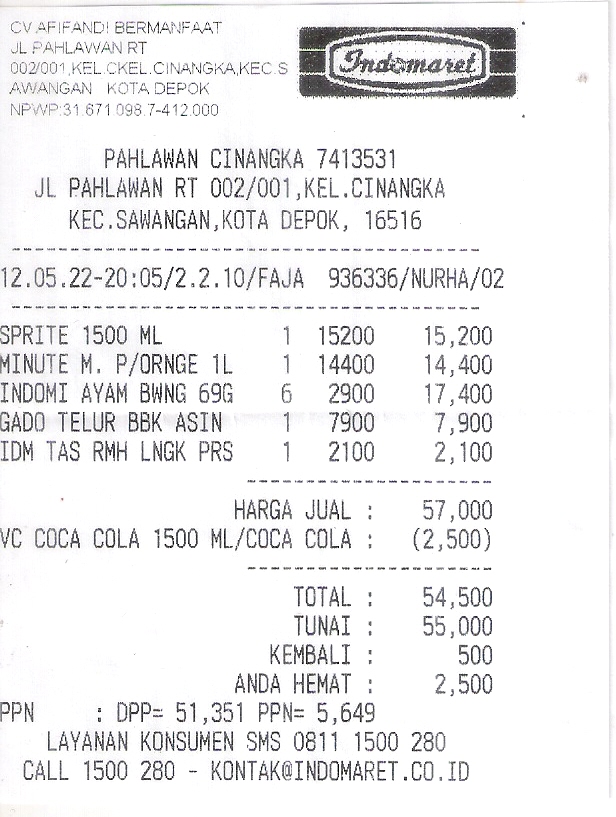 CV.AFIFANDI BERMANFAAT
JL PAHLAWAN RT
002/001,KEL.CKEL.CINANGKA,KEC.S
AWANGAN KOTA DEPOK
NPWP:31.671.098.7-412.000
Indomaret
PAHLAWAN CINANGKA 7413531
JL PAHLAWAN RT 002/001,KEL.CINANGKA
KEC.SAWANGAN,KOTA DEPOK, 16516
12.05.22-20:05/2.2.10/FAJA 936336/NURHA/02
SPRITE 1500 ML 1 15200 15,200
MINUTE M. P/ORNGE 1L 1 14400 14,400
INDOMI AYAM BWNG 69G 6 2900 17,400
GADO TELUR BBK ASIN 1 7900 7,900
IDM TAS RMH LNGK PRS 1 2100 2,100
HARGA JUAL : 57,000
VC COCA COLA 1500 ML/COCA COLA : (2,500)
TOTAL : 54,500
TUNAI : 55,000
KEMBALI : 500
ANDA HEMAT : 2,500
PPN : DPP= 51,351 PPN= 5,649
LAYANAN KONSUMEN SMS 0811 1500 280
CALL 1500 280 - KONTAK@INDOMARET.CO.ID